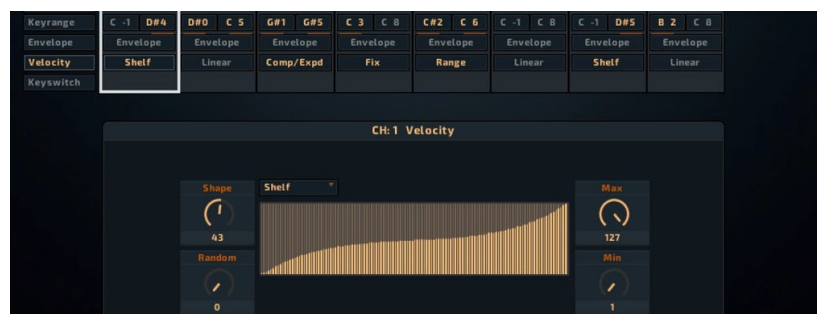 Keyrange C -1 D#4 D#0 C 5 G#1 G#5 C 3 C 8 C#2 C 6 C -1 C 8 C -1 D#5 B 2 C 8
Envelope Envelope Envelope Envelope Envelope Envelope Envelope Envelope Envelope
Velocity Shelf Linear Comp/Expd Fix Range Linear Shelf Linear
Keyswitch
CH: 1 Velocity
Shape Shelf Max
43 127
Random Min
0 1